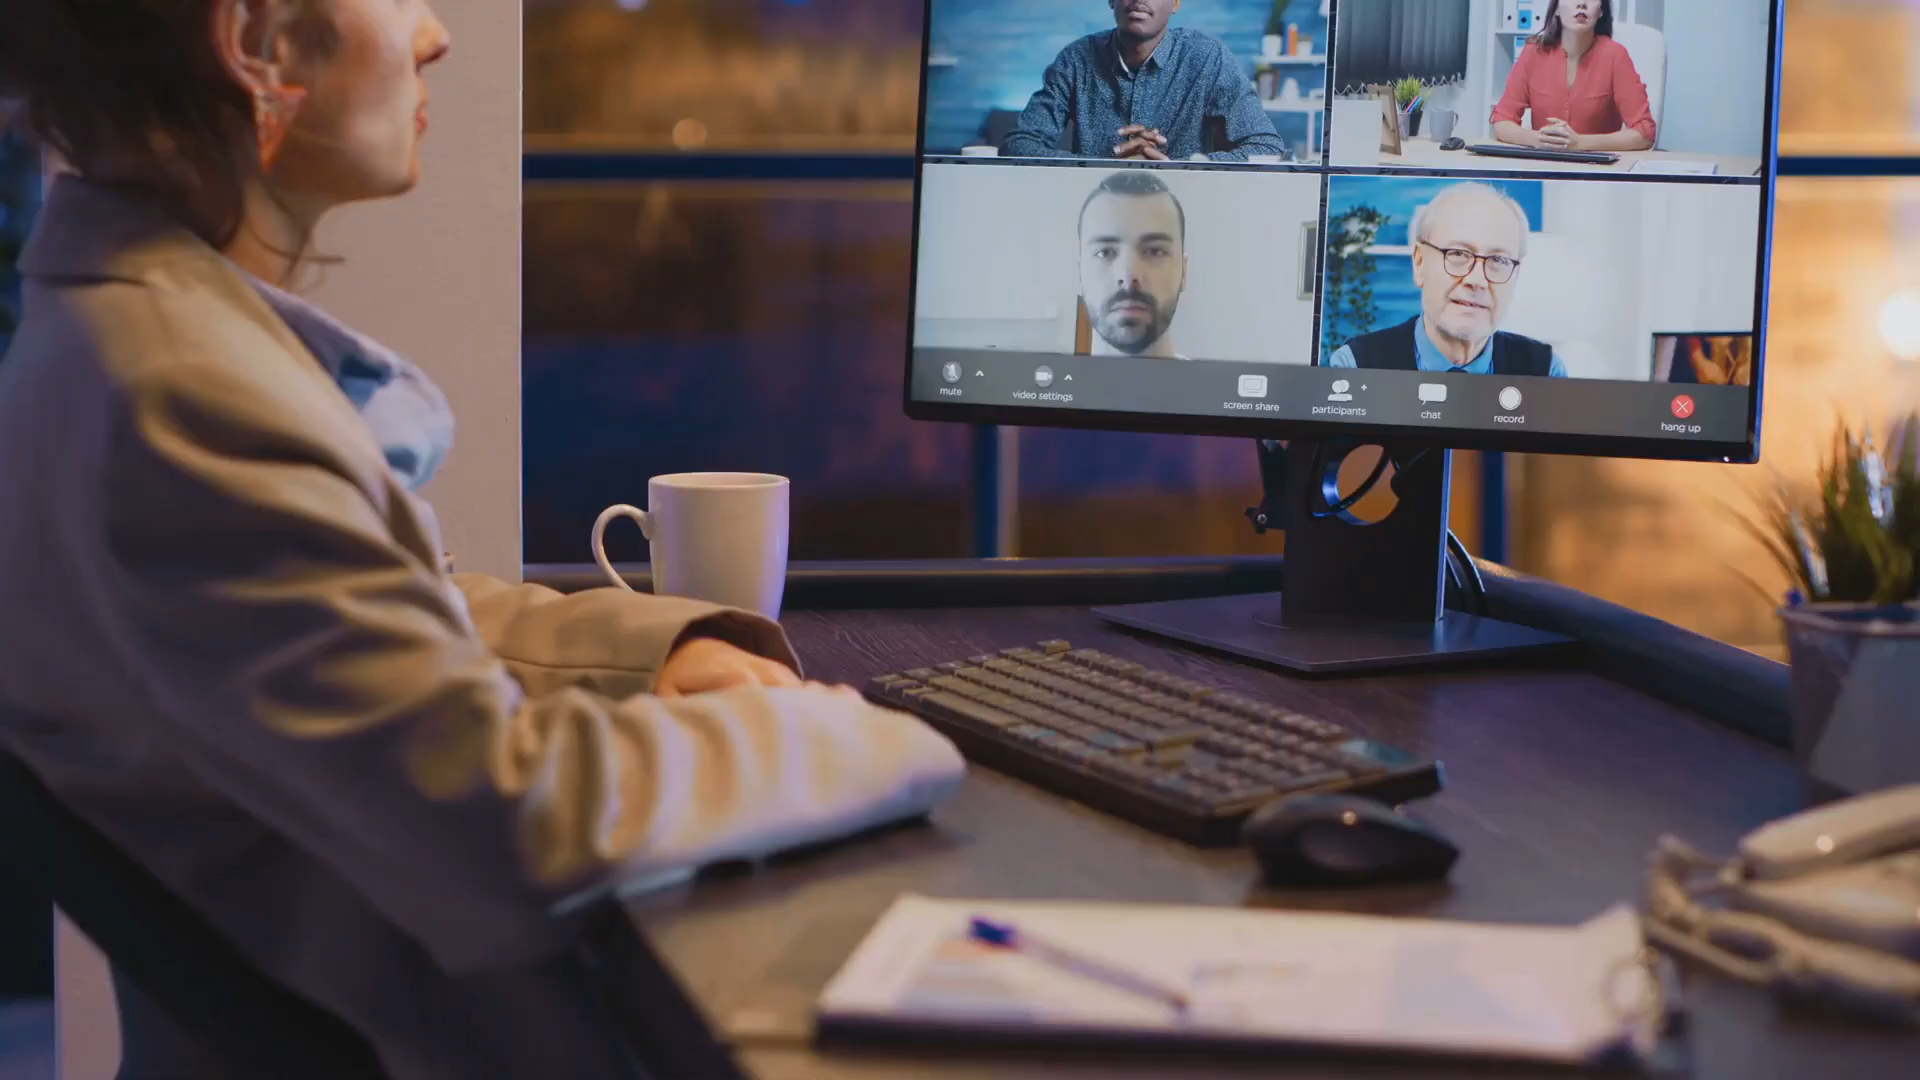 mute
video settings
screen share
participants
chat
record
hang up